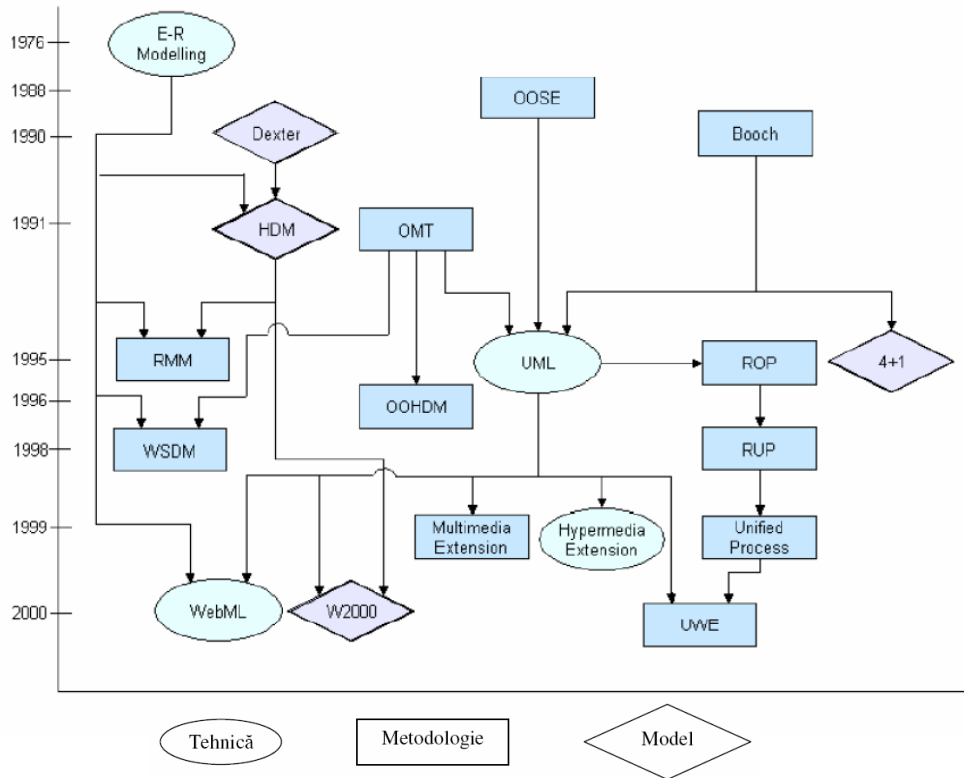 E-R
Modelling
1976
OOSE
1988
Dexter
Booch
1990
HDM
OMT
1991
RMM
UML
ROP
4+1
1995
OOHDM
1996
WSDM
RUP
1998
Multimedia
Extension
Hypermedia
Extension
Unified
Process
1999
WebML
W2000
2000
UWE
Tehnică
Metodologie
Model